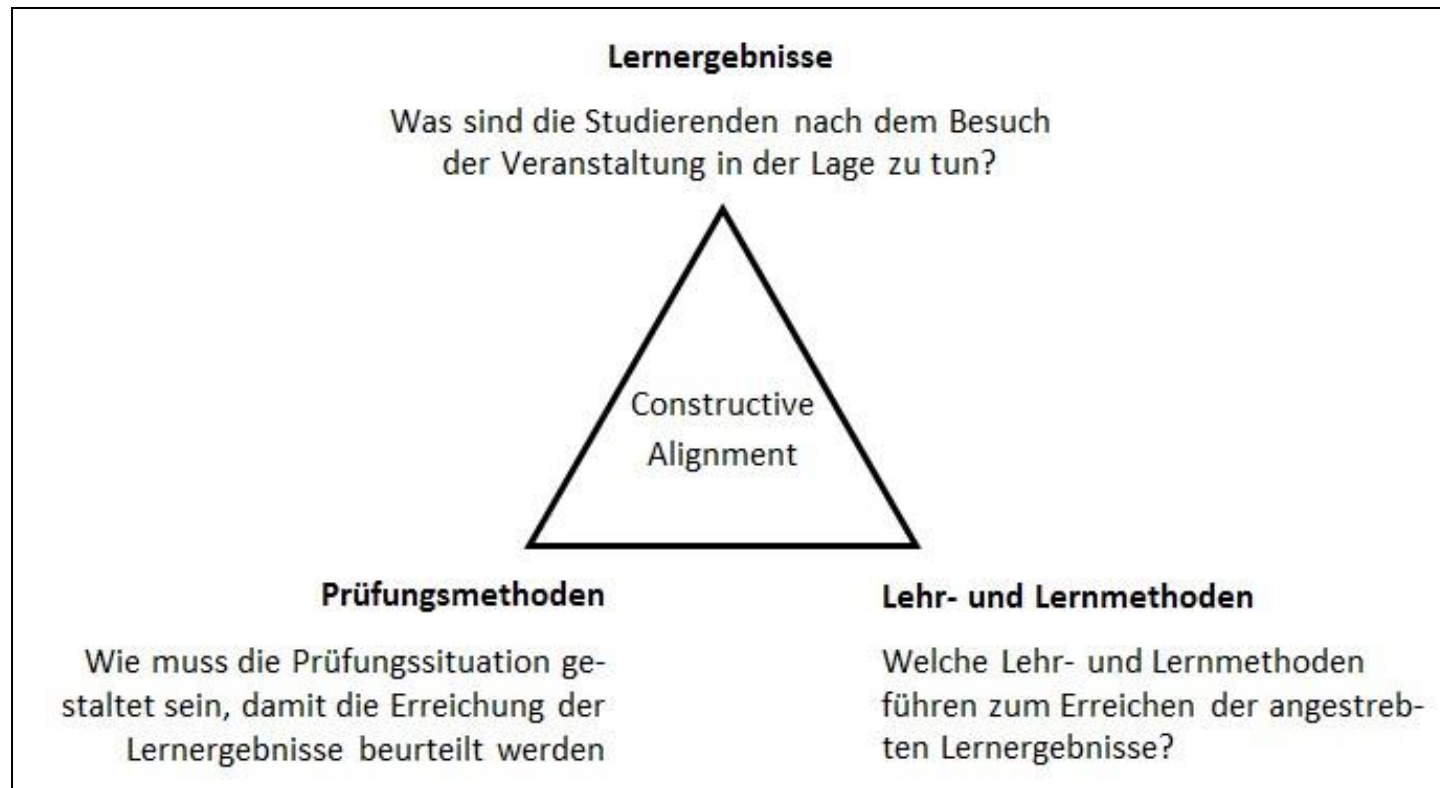 Lernergebnisse
Was sind die Studierenden nach dem Besuch
der Veranstaltung in der Lage zu tun?
Constructive
Alignment
Prüfungsmethoden
Wie muss die Prüfungssituation ge-
staltet sein, damit die Erreichung der
Lernergebnisse beurteilt werden
Lehr- und Lernmethoden
Welche Lehr- und Lernmethoden
führen zum Erreichen der angestreb-
ten Lernergebnisse?